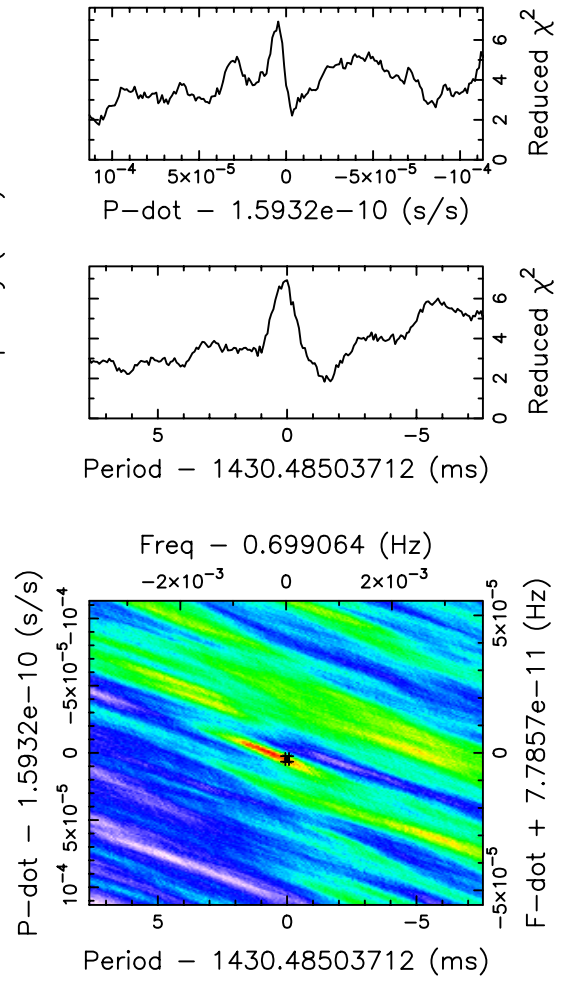 Reduced χ²
0 2 4 6
10⁻⁴ 5×10⁻⁵ 0 −5×10⁻⁵ −10⁻⁴
P−dot − 1.5932e−10 (s/s)
Reduced χ²
0 2 4 6
5 0 −5
Period − 1430.48503712 (ms)
Freq − 0.699064 (Hz)
−2×10⁻³ 0 2×10⁻³
P−dot − 1.5932e−10 (s/s)
10⁻⁴ 5×10⁻⁵ 0 −5×10⁻⁵ −10⁻⁴
−5×10⁻⁵ 0 5×10⁻⁵
F−dot + 7.7857e−11 (Hz)
5 0 −5
Period − 1430.48503712 (ms)